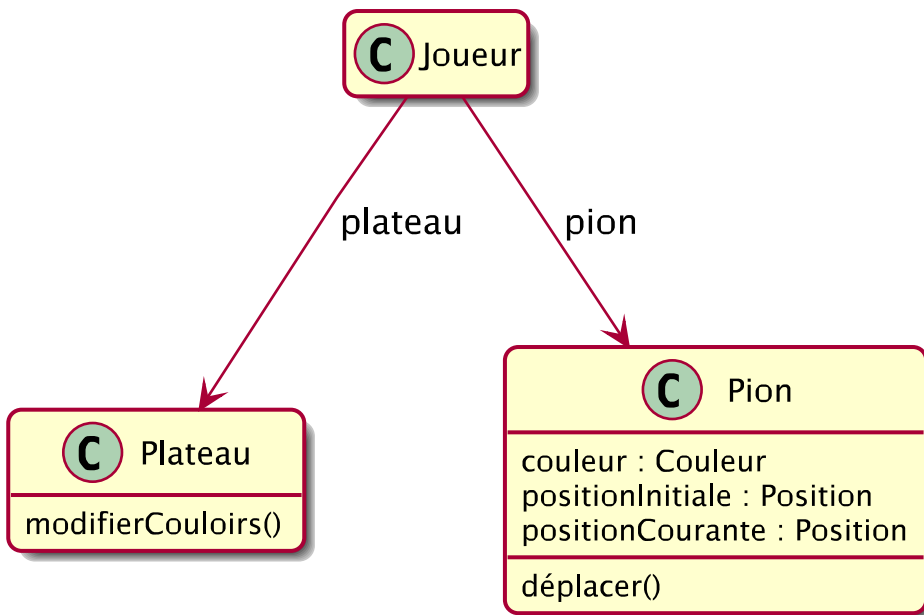 C Joueur
plateau
pion
C Plateau
modifierCouloirs()
C Pion
couleur : Couleur
positionInitiale : Position
positionCourante : Position
déplacer()